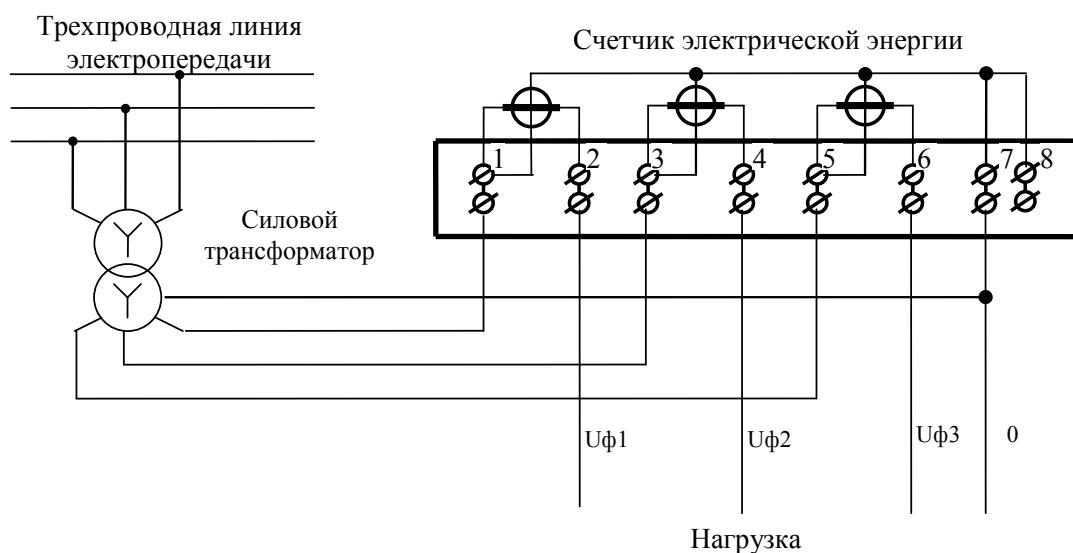 Трехпроводная линия
электропередачи
Счетчик электрической энергии
1 2 3 4 5 6 7 8
Силовой
трансформатор
Uф1 Uф2 Uф3 0
Нагрузка